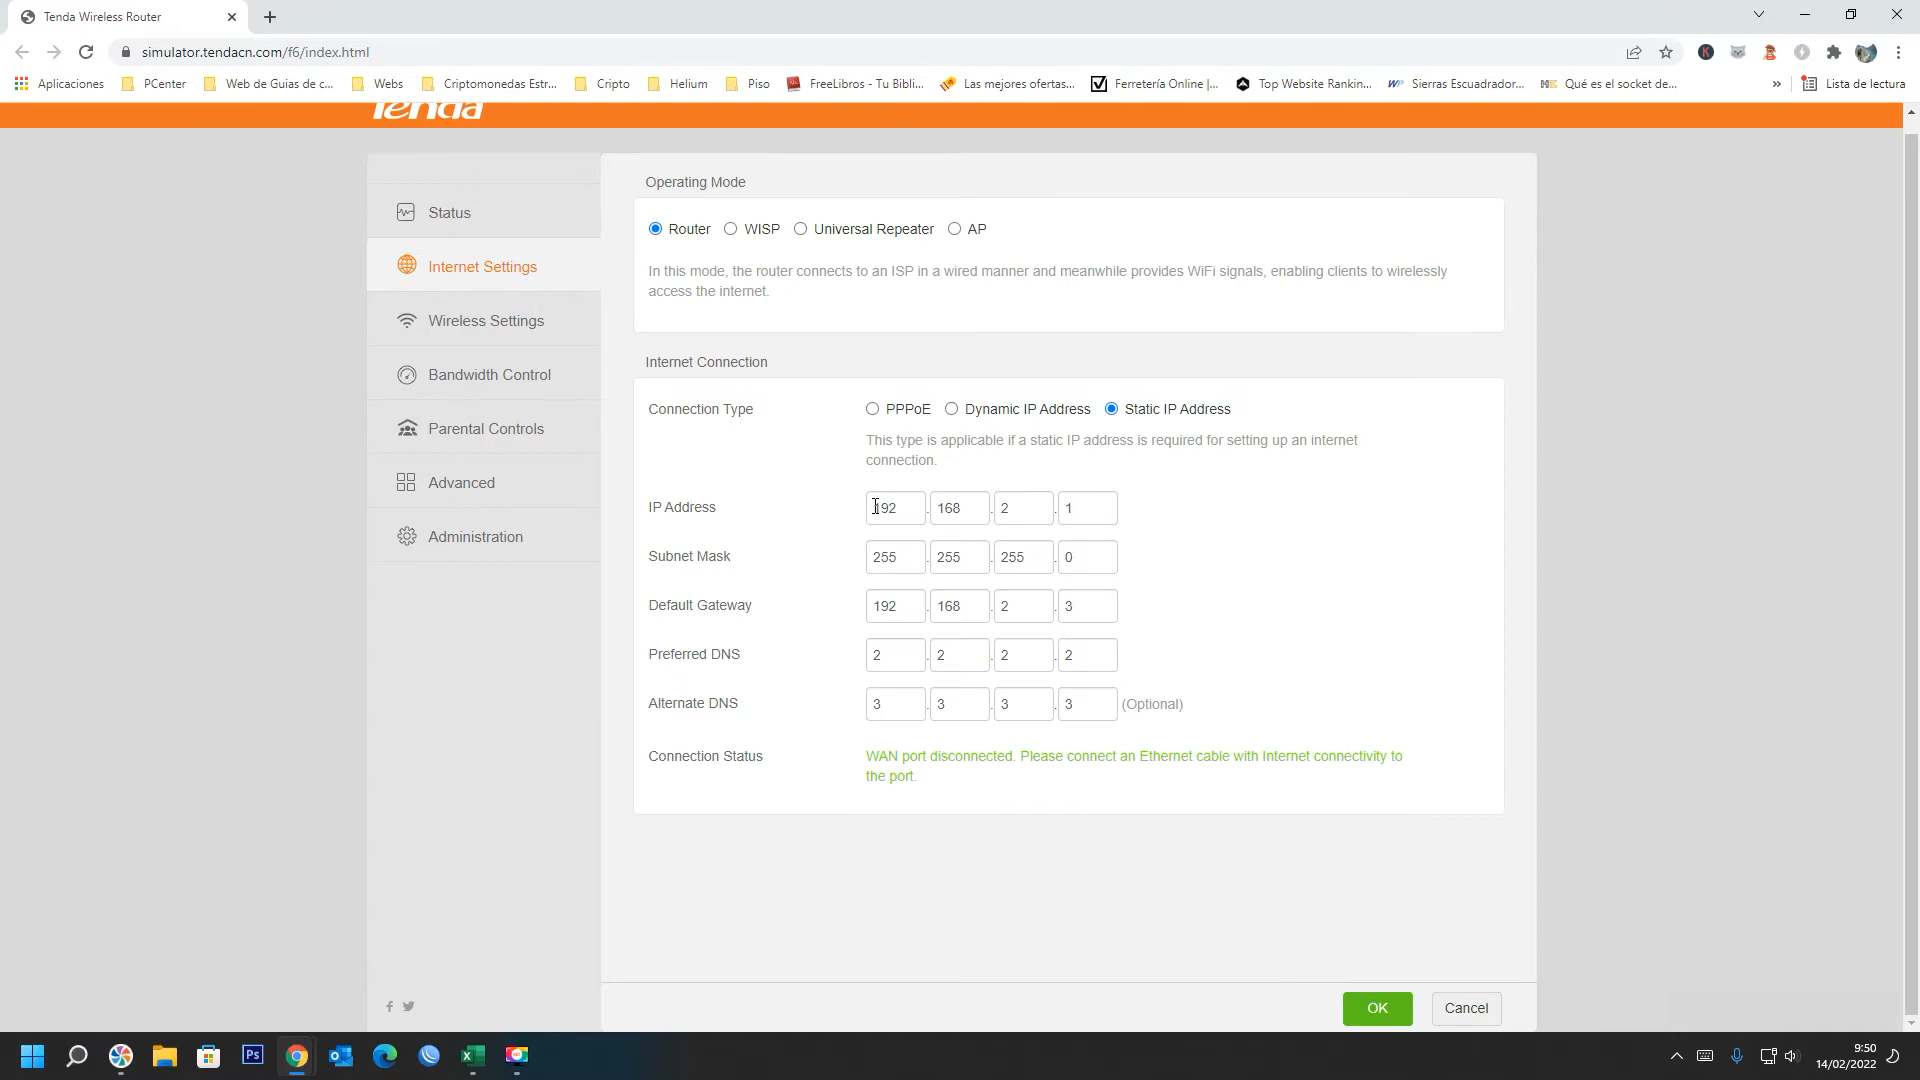 Tenda Wireless Router
simulator.tendacn.com/f6/index.html
Aplicaciones
PCenter
Web de Guias de c...
Webs
Criptomonedas Estr...
Cripto
Helium
Piso
FreeLibros - Tu Bibli...
Las mejores ofertas...
Ferretería Online |...
Top Website Rankin...
WP
Sierras Escuadrador...
Qué es el socket de...
»
Lista de lectura
Tenda
Status
Internet Settings
Wireless Settings
Bandwidth Control
Parental Controls
Advanced
Administration
Operating Mode
Router WISP Universal Repeater AP
In this mode, the router connects to an ISP in a wired manner and meanwhile provides WiFi signals, enabling clients to wirelessly
access the internet.
Internet Connection
Connection Type PPPoE Dynamic IP Address Static IP Address
This type is applicable if a static IP address is required for setting up an internet
connection.
IP Address 192 . 168 . 2 . 1
Subnet Mask 255 . 255 . 255 . 0
Default Gateway 192 . 168 . 2 . 3
Preferred DNS 2 . 2 . 2 . 2
Alternate DNS 3 . 3 . 3 . 3 (Optional)
Connection Status WAN port disconnected. Please connect an Ethernet cable with Internet connectivity to
the port.
OK Cancel
Ps
9:50
14/02/2022